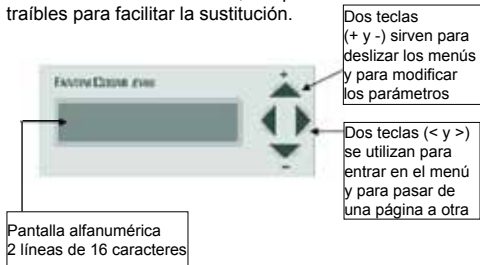 traíbles para facilitar la sustitución.
Dos teclas
(+ y -) sirven para
deslizar los menús
y para modificar
los parámetros
FANTINI COSMI
+
-
Dos teclas (< y >)
se utilizan para
entrar en el menú
y para pasar de
una página a otra
Pantalla alfanumérica
2 líneas de 16 caracteres